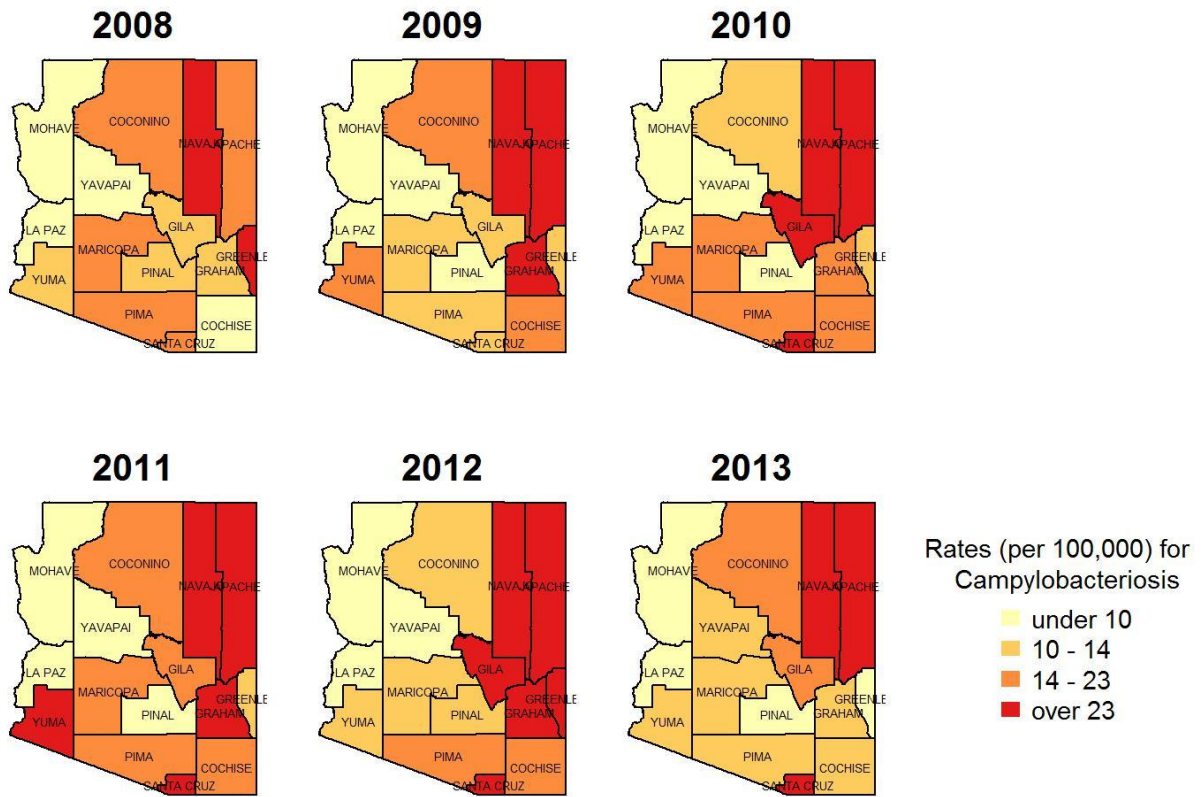 2008
MOHAVE
COCONINO
NAVAJO
APACHE
YAVAPAI
GILA
LA PAZ
MARICOPA
GREENLE
PINAL
GRAHAM
YUMA
PIMA
COCHISE
SANTA CRUZ
2009
MOHAVE
COCONINO
NAVAJO
APACHE
YAVAPAI
GILA
LA PAZ
MARICOPA
GREENLE
PINAL
GRAHAM
YUMA
PIMA
COCHISE
SANTA CRUZ
2010
MOHAVE
COCONINO
NAVAJO
APACHE
YAVAPAI
GILA
LA PAZ
MARICOPA
GREENLE
PINAL
GRAHAM
YUMA
PIMA
COCHISE
SANTA CRUZ
2011
MOHAVE
COCONINO
NAVAJO
APACHE
YAVAPAI
GILA
LA PAZ
MARICOPA
GREENLE
PINAL
GRAHAM
YUMA
PIMA
COCHISE
SANTA CRUZ
2012
MOHAVE
COCONINO
NAVAJO
APACHE
YAVAPAI
GILA
LA PAZ
MARICOPA
GREENLE
PINAL
GRAHAM
YUMA
PIMA
COCHISE
SANTA CRUZ
2013
MOHAVE
COCONINO
NAVAJO
APACHE
YAVAPAI
GILA
LA PAZ
MARICOPA
GREENLE
PINAL
GRAHAM
YUMA
PIMA
COCHISE
SANTA CRUZ
Rates (per 100,000) for
Campylobacteriosis
under 10
10 - 14
14 - 23
over 23